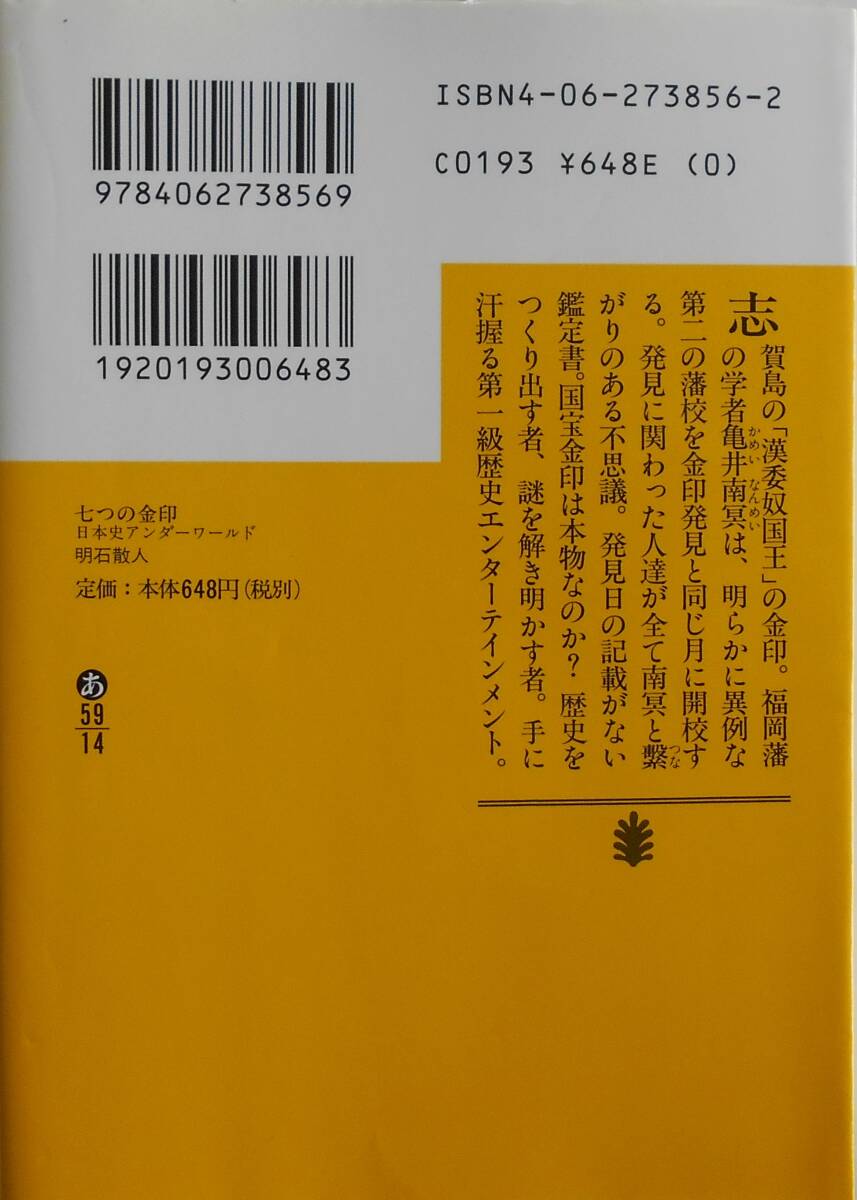 ISBN4-06-273856-2
C0193 ¥648E (0)
9784062738569
1920193006483
志賀島の「漢委奴国王」の金印。福岡藩
の学者亀井南冥は、明らかに異例な
第二の藩校を金印発見と同じ月に開校す
る。発見に関わった人達が全て南冥と繋
がりのある不思議。発見日の記載がない
鑑定書。国宝金印は本物なのか? 歴史を
つくり出す者、謎を解き明かす者。手に
汗握る第一級歴史エンターテインメント。
かめい なんめい
つな
七つの金印
日本史アンダーワールド
明石散人
定価:本体648円(税別)
あ
59
14